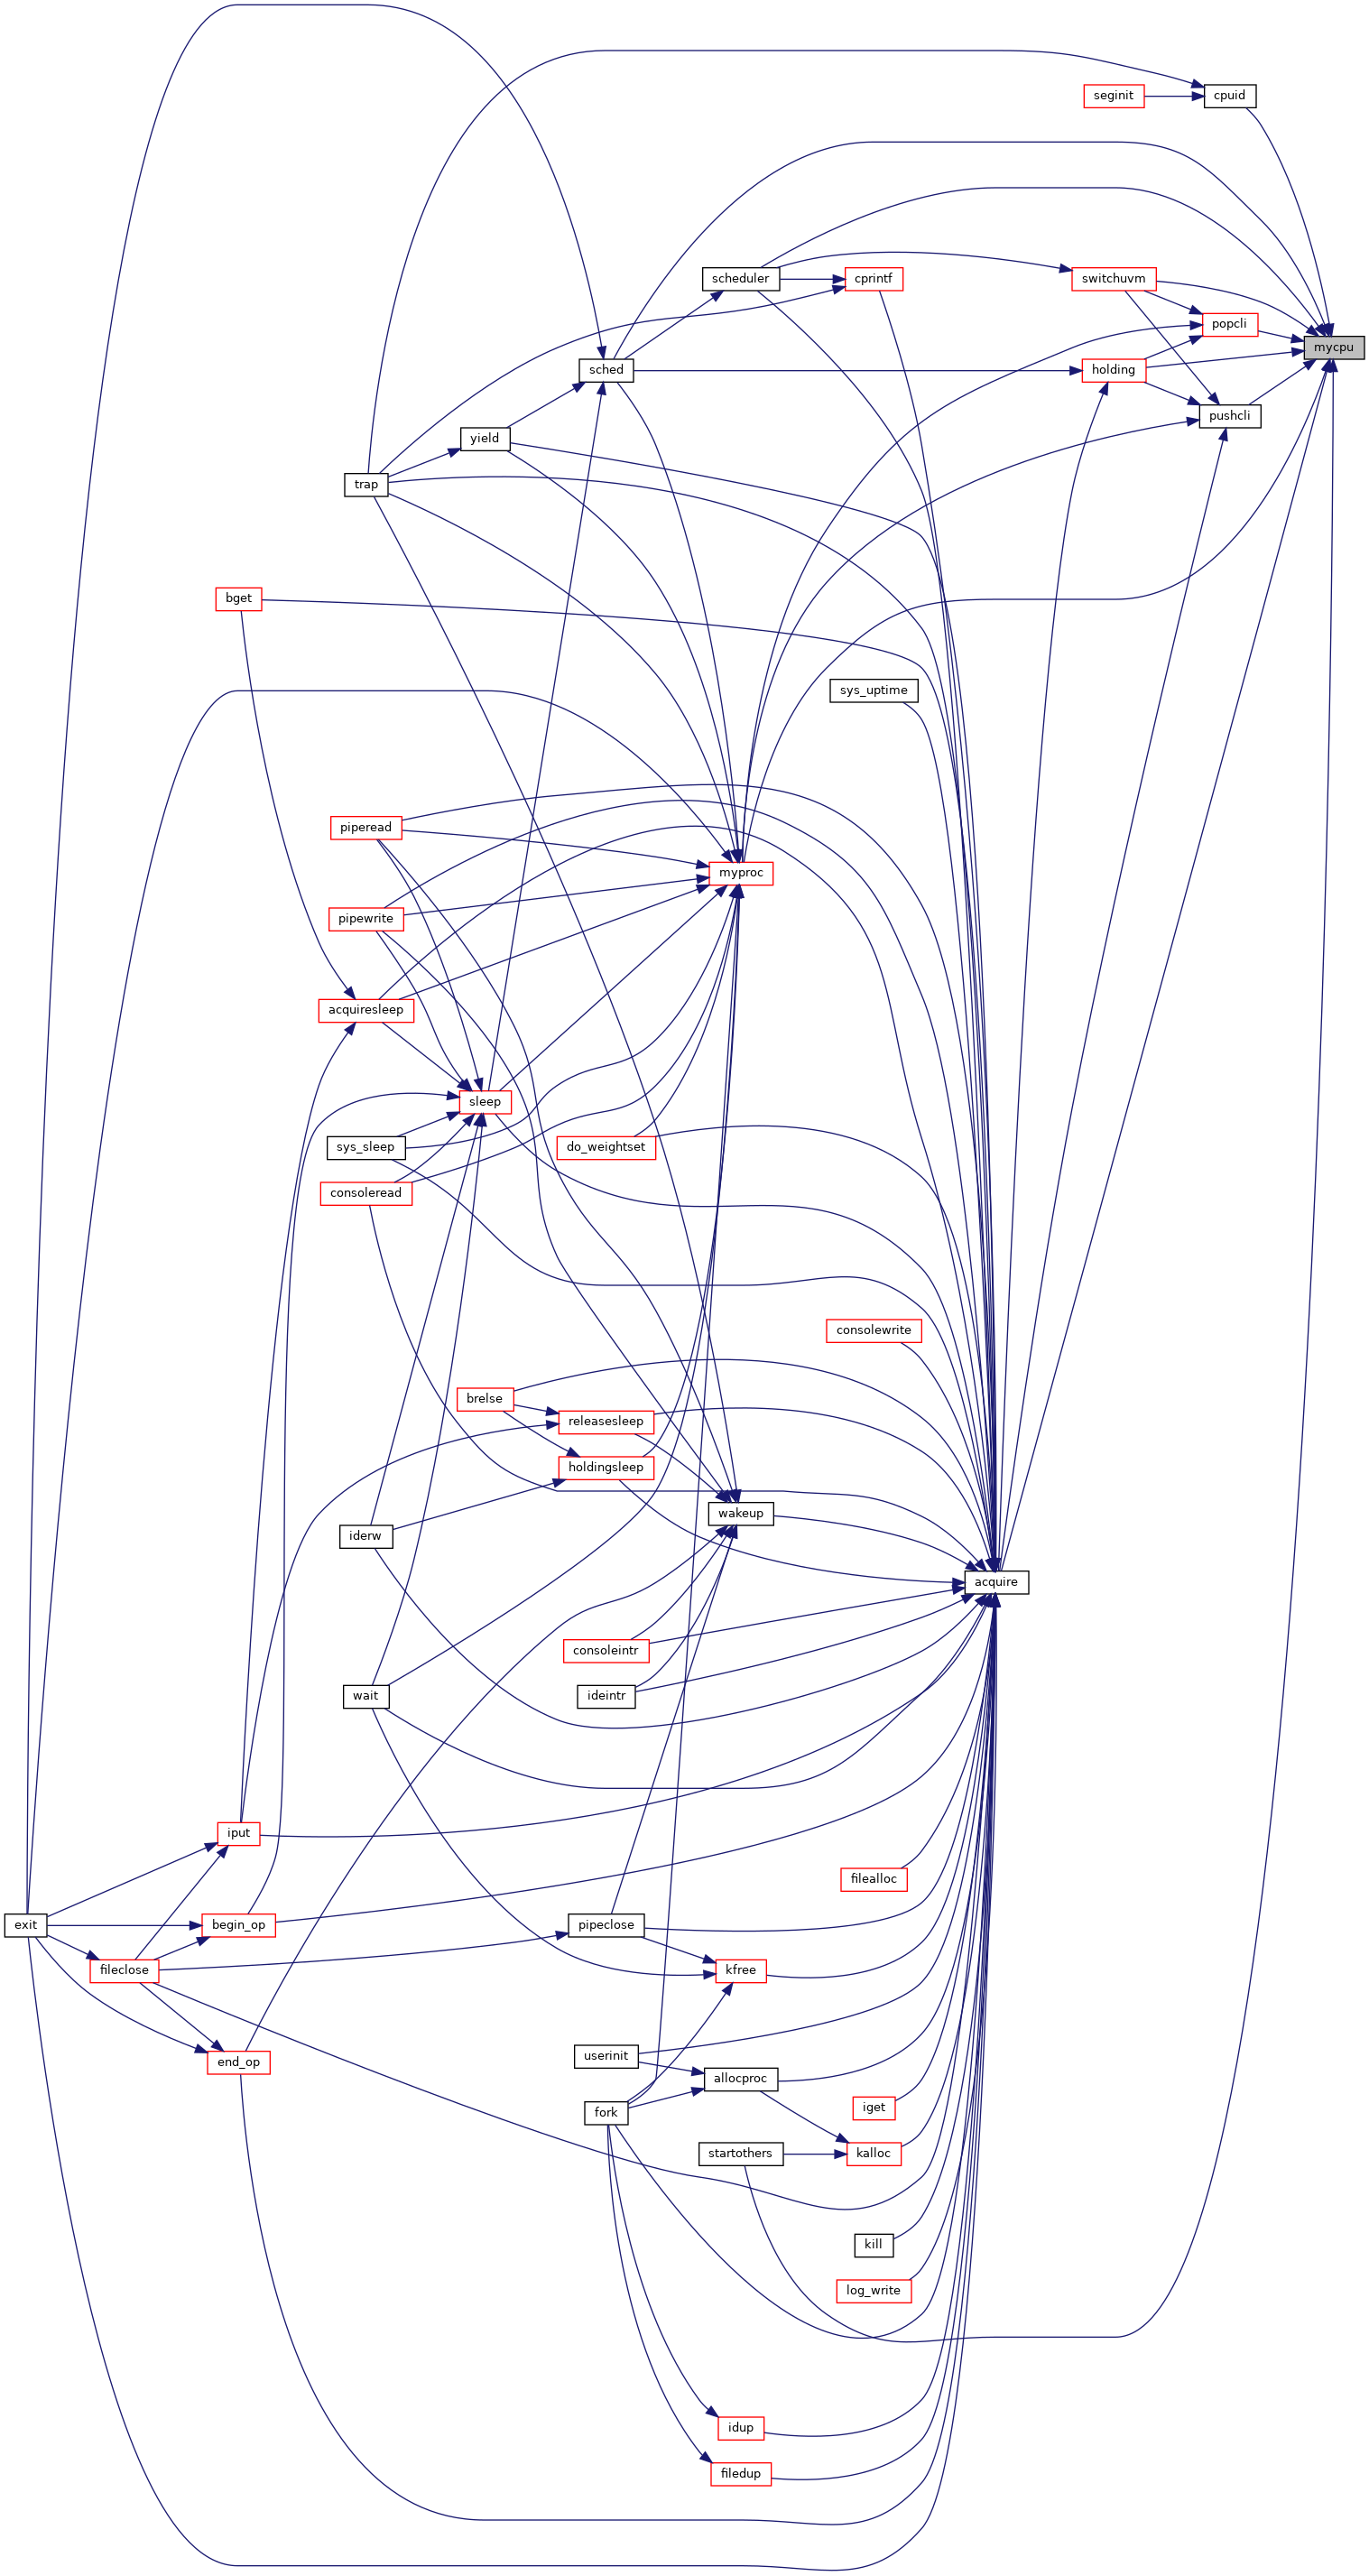 seginit
cpuid
scheduler
cprintf
switchuvm
popcli
mycpu
sched
holding
pushcli
yield
trap
bget
sys_uptime
piperead
myproc
pipewrite
acquiresleep
sleep
sys_sleep
do_weightset
consoleread
consolewrite
brelse
releasesleep
holdingsleep
wakeup
iderw
acquire
consoleintr
ideintr
wait
iput
filealloc
exit
begin_op
pipeclose
fileclose
kfree
userinit
end_op
allocproc
iget
fork
startothers
kalloc
kill
log_write
idup
filedup